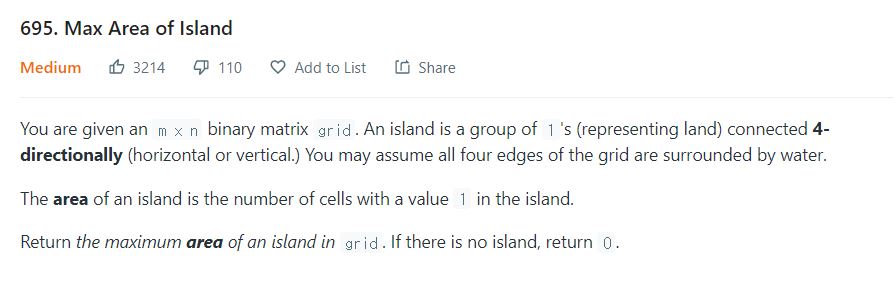 695. Max Area of Island
Medium 3214 110 Add to List Share
You are given an m x n binary matrix grid. An island is a group of 1 's (representing land) connected 4-
directionally (horizontal or vertical.) You may assume all four edges of the grid are surrounded by water.
The area of an island is the number of cells with a value 1 in the island.
Return the maximum area of an island in grid. If there is no island, return 0.